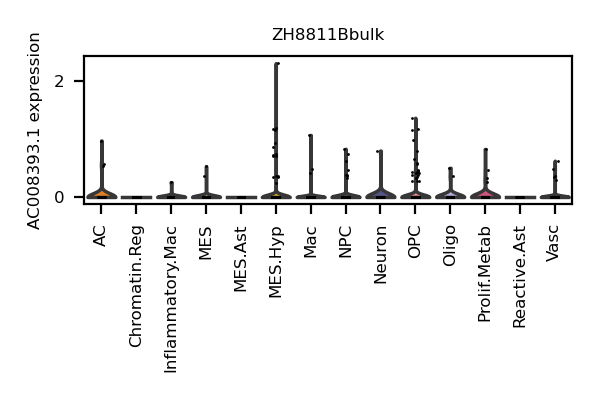 ZH8811Bbulk
AC008393.1 expression
2
0
AC
Chromatin.Reg
Inflammatory.Mac
MES
MES.Ast
MES.Hyp
Mac
NPC
Neuron
OPC
Oligo
Prolif.Metab
Reactive.Ast
Vasc